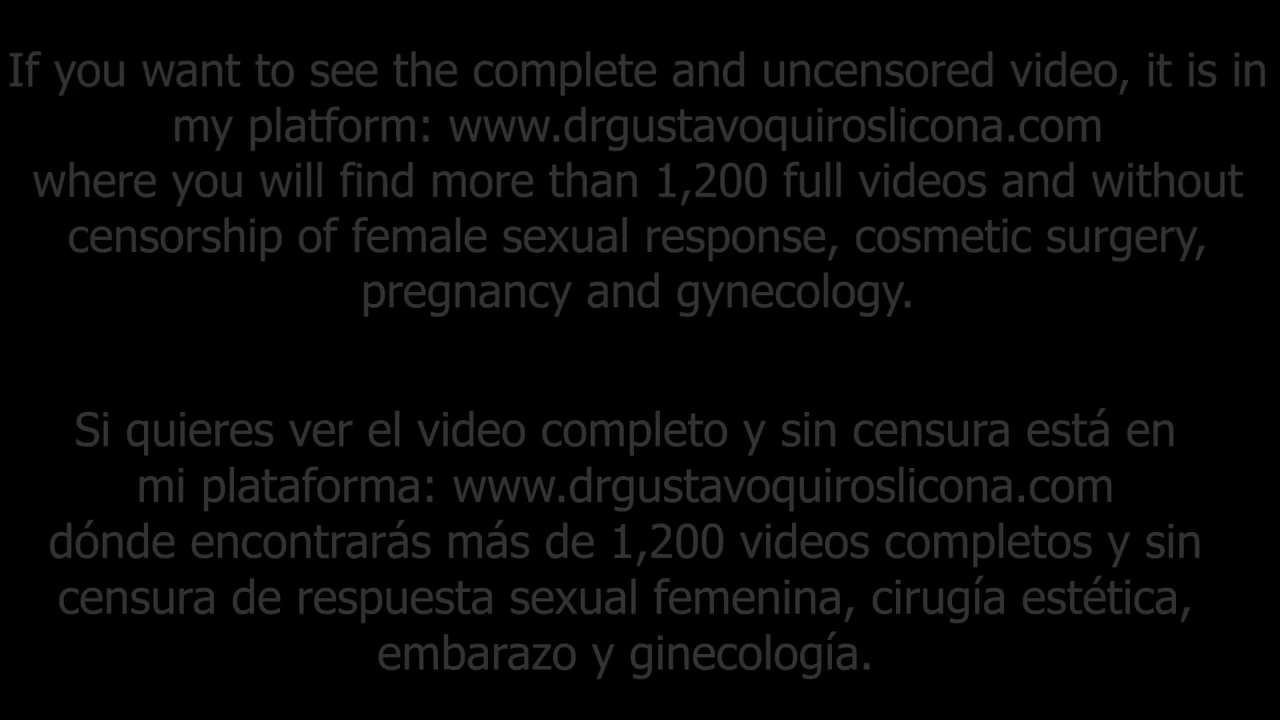 If you want to see the complete and uncensored video, it is in
my platform: www.drgustavoquiroslicona.com
where you will find more than 1,200 full videos and without
censorship of female sexual response, cosmetic surgery,
pregnancy and gynecology.
Si quieres ver el video completo y sin censura está en
mi plataforma: www.drgustavoquiroslicona.com
dónde encontrarás más de 1,200 videos completos y sin
censura de respuesta sexual femenina, cirugía estética,
embarazo y ginecología.